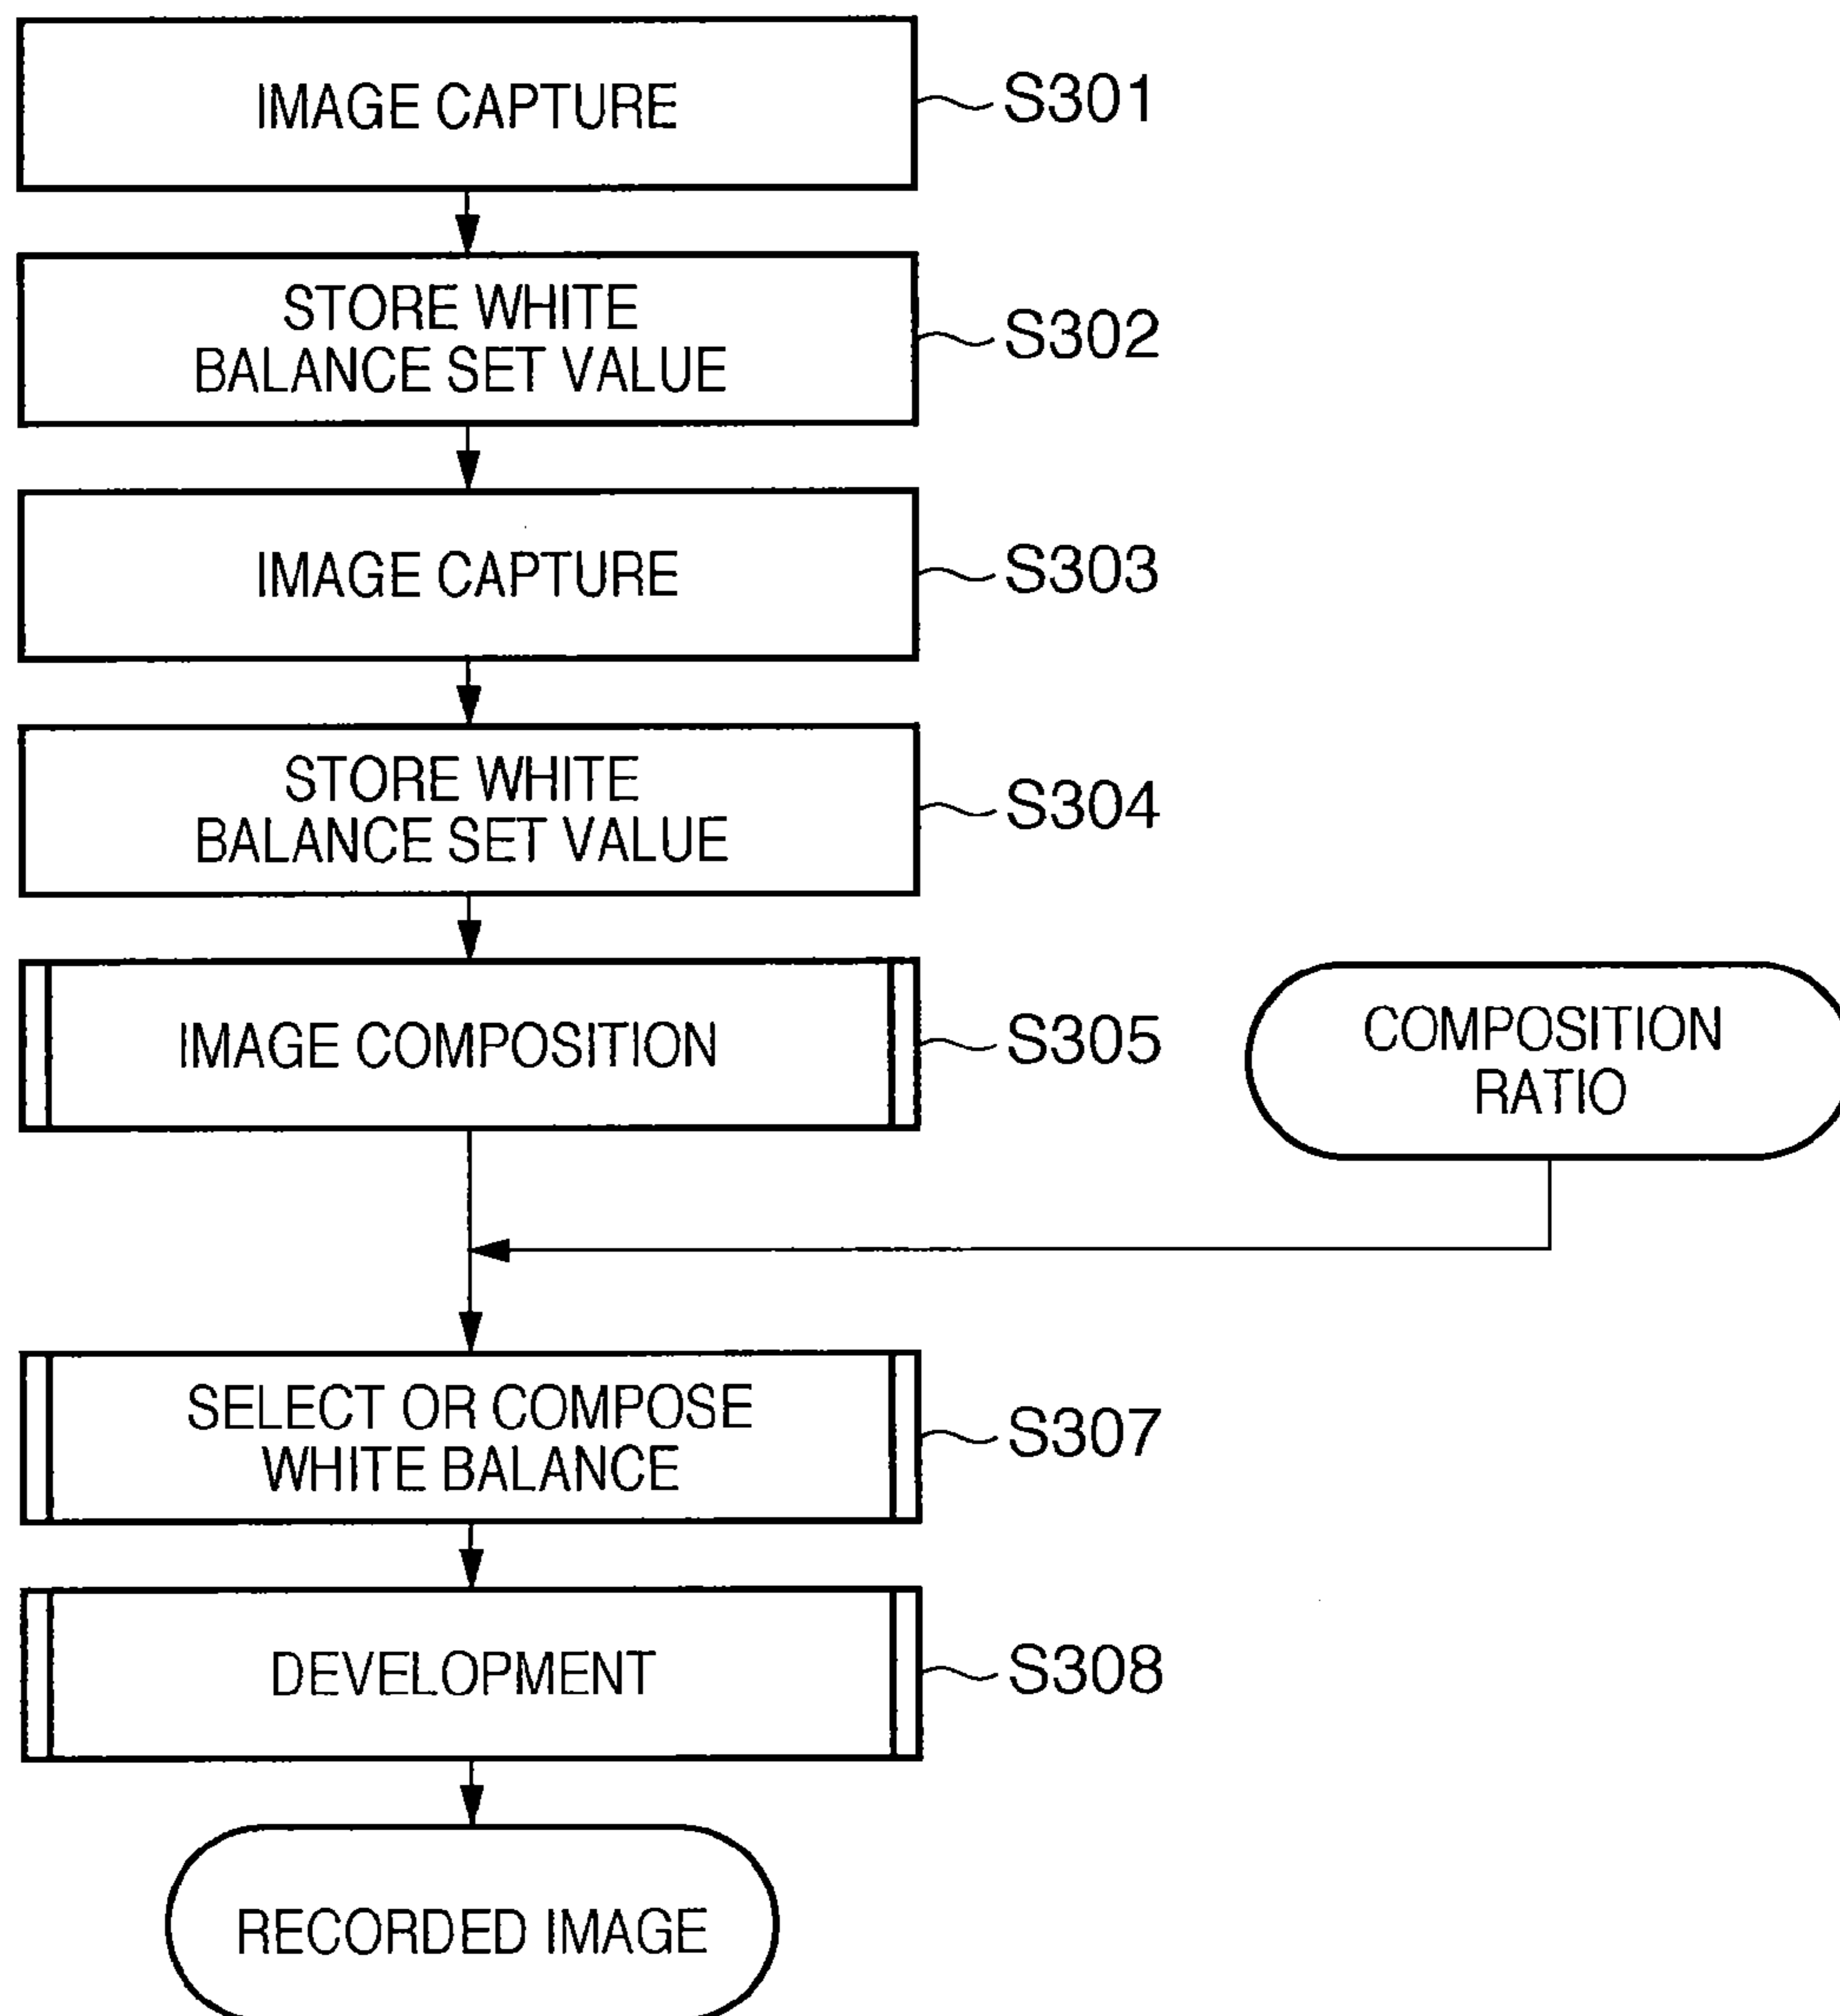 IMAGE CAPTURE
S301
STORE WHITE
BALANCE SET VALUE
S302
IMAGE CAPTURE
S303
STORE WHITE
BALANCE SET VALUE
S304
IMAGE COMPOSITION
S305
COMPOSITION
RATIO
SELECT OR COMPOSE
WHITE BALANCE
S307
DEVELOPMENT
S308
RECORDED IMAGE